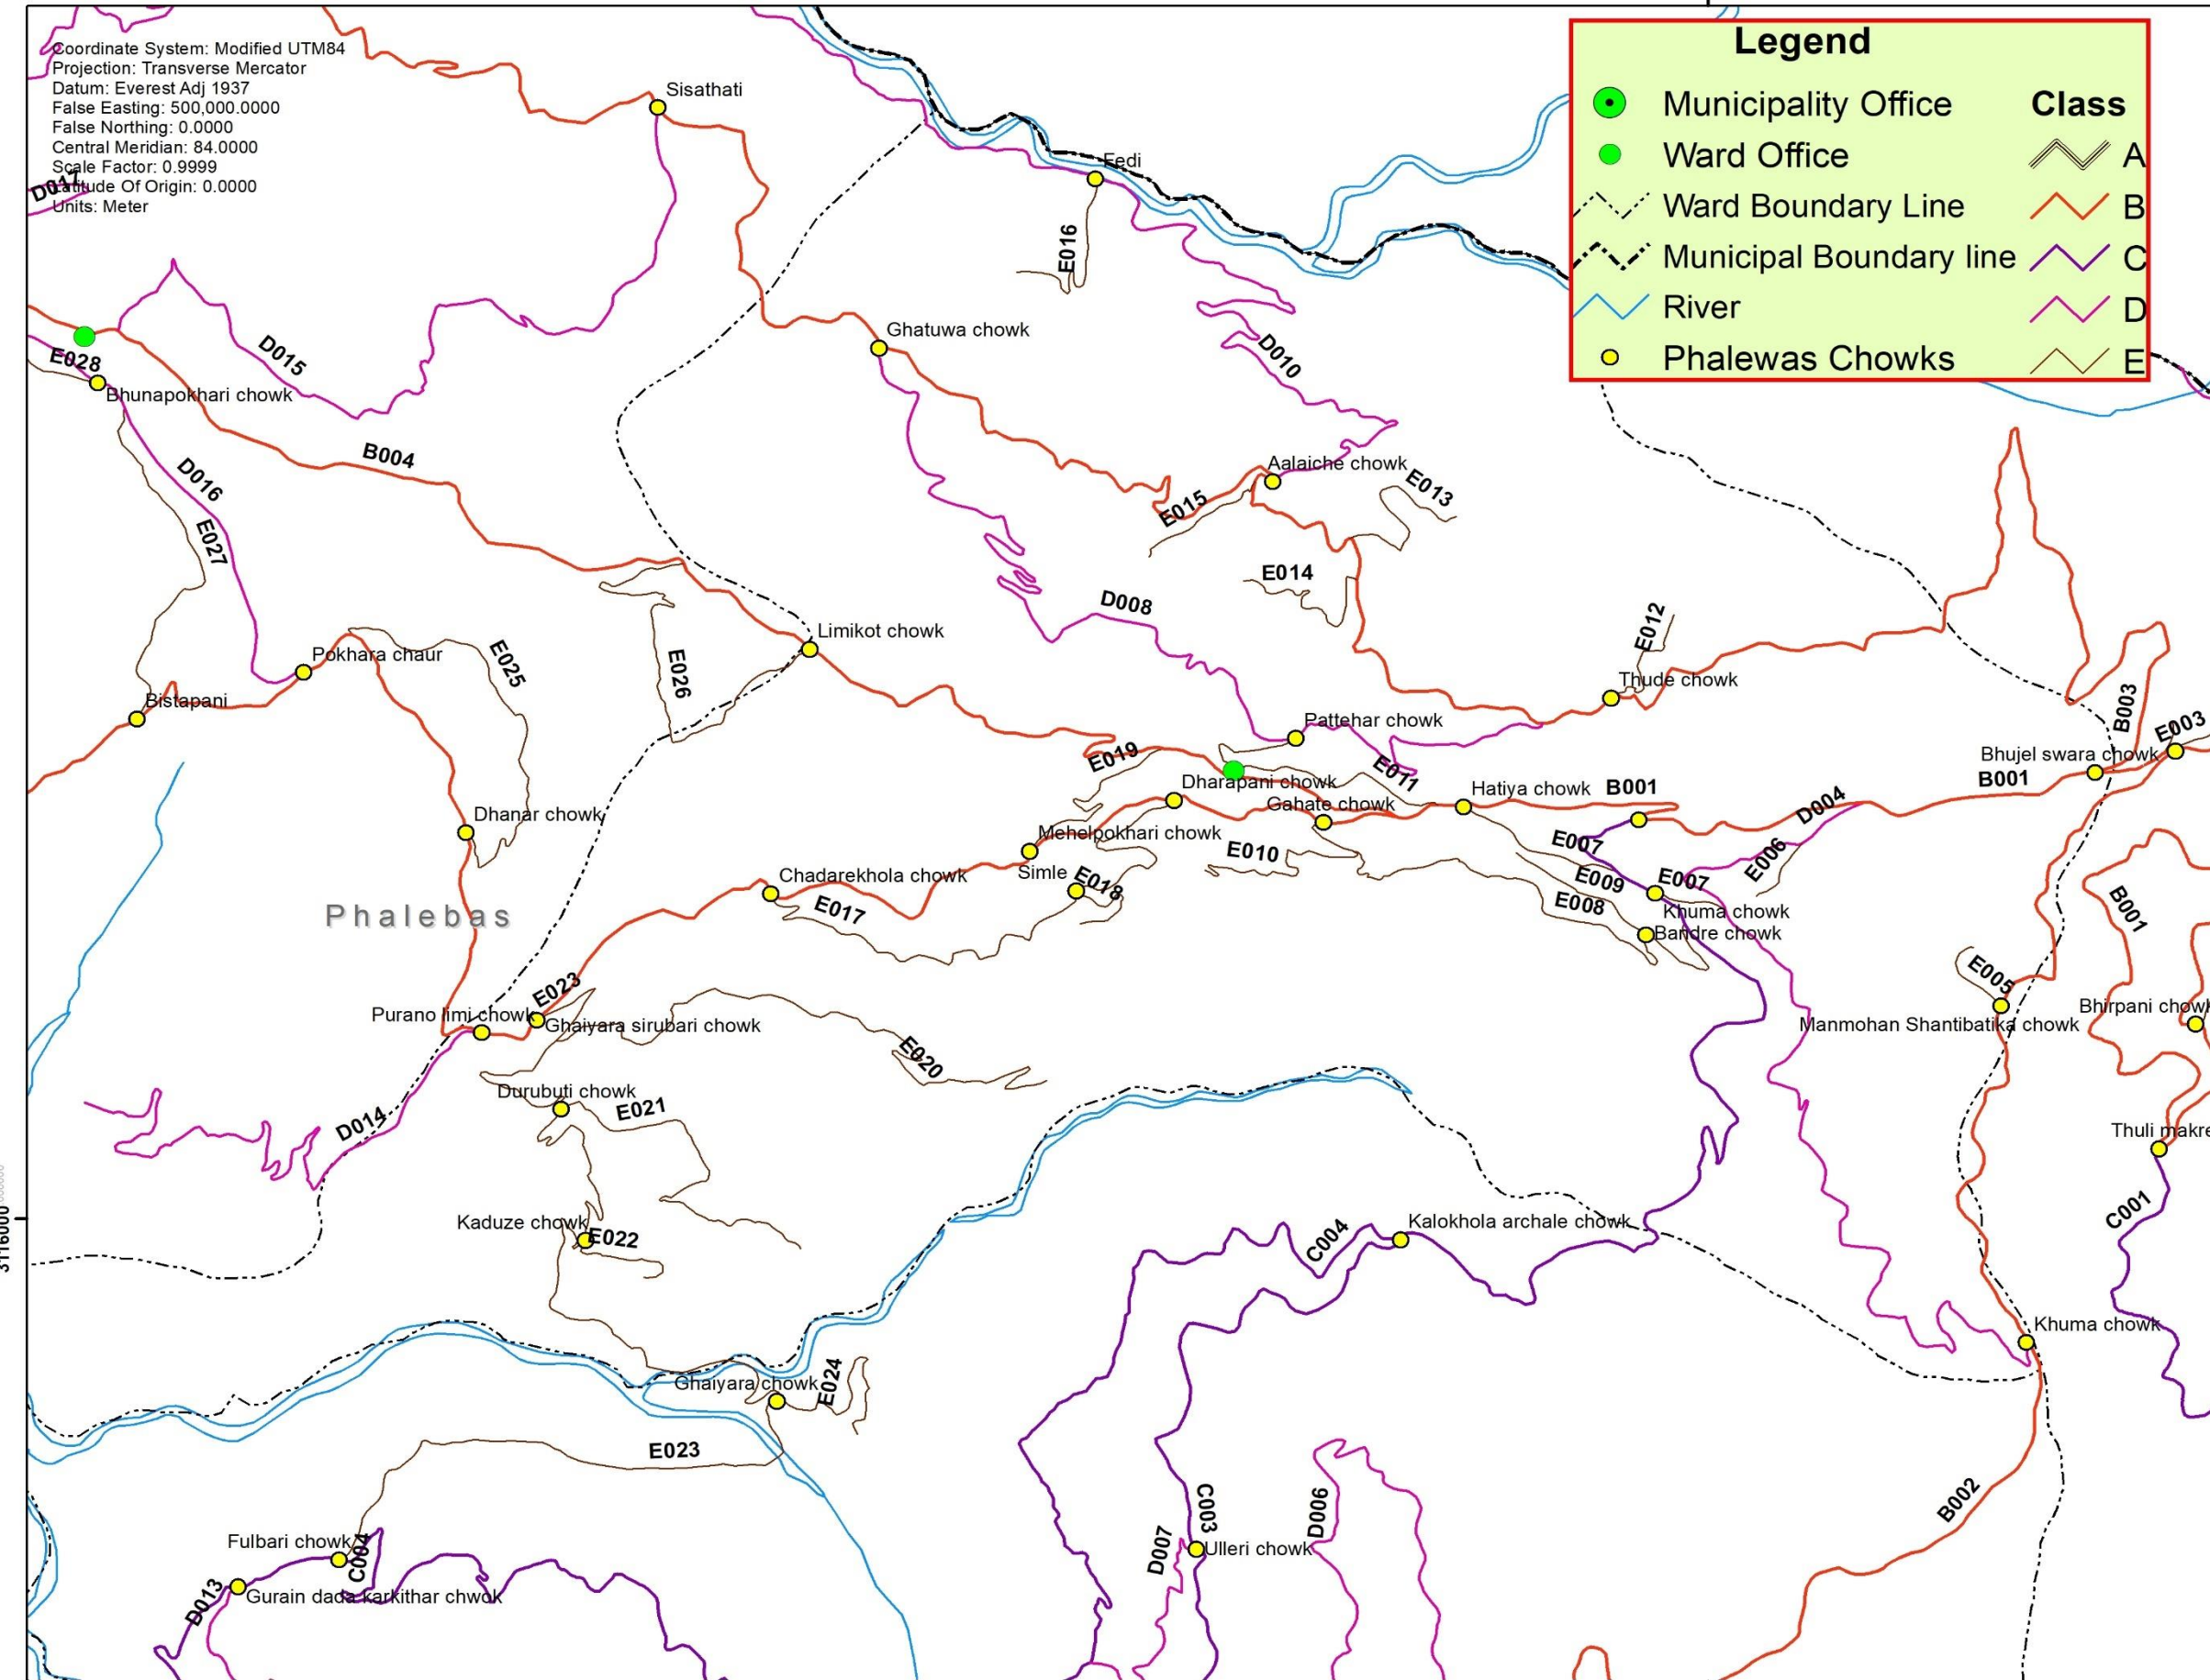 Coordinate System: Modified UTM84
Projection: Transverse Mercator
Datum: Everest Adj 1937
False Easting: 500,000.0000
False Northing: 0.0000
Central Meridian: 84.0000
Scale Factor: 0.9999
Latitude Of Origin: 0.0000
Units: Meter
D017
Legend
Municipality Office
Class
Ward Office
A
Ward Boundary Line
B
Municipal Boundary line
C
River
D
Phalewas Chowks
E
Sisathati
Fedi
E016
Ghatuwa chowk
D010
D015
E028
Bhunapokhari chowk
B004
D016
E027
Aalaiche chowk
E013
E015
E014
D008
E012
Limikot chowk
Pokhara chaur
E025
E026
Bistapani
Thude chowk
B003
E003
Pattehar chowk
Bhujel swara chowk
B001
E019
E011
Dharapani chowk
Hatiya chowk
B001
D004
Gahate chowk
Dhanar chowk
Mehelpokhari chowk
E010
E007
E006
Simle
E018
Chadarekhola chowk
E017
E009
E007
E008
Khuma chowk
Bandre chowk
B001
Phalebas
E005
E023
Purano limi chowk
Ghaiyara sirubari chowk
Manmohan Shantibatika chowk
Bhirpani chowk
E020
Durubuti chowk
E021
D014
Thuli makre
C001
Kaduze chowk
E022
Kalokhola archale chowk
C004
3116000
Khuma chowk
Ghaiyara chowk
E024
E023
B002
C003
D006
D007
Ulleri chowk
Fulbari chowk
C004
D013
Gurain dada karkithar chwok